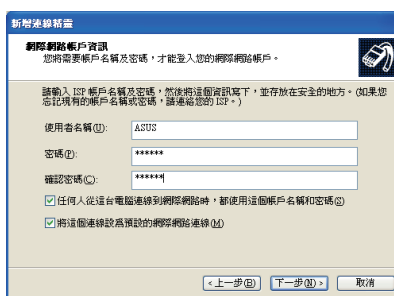 新增連線精靈
網際網路帳戶資訊
您將需要帳戶名稱及密碼，才能登入您的網際網路帳戶。
請輸入 ISP 帳戶名稱及密碼，然後將這個資訊寫下，並存放在安全的地方。(如果您
忘記現有的帳戶名稱或密碼，請連絡您的 ISP。)
使用者名稱(U): ASUS
密碼(P): ******
確認密碼(C): ******
任何人從這台電腦連線到網際網路時，都使用這個帳戶名稱和密碼(S)
將這個連線設為預設的網際網路連線(M)
<上一步(B) 下一步(N)> 取消